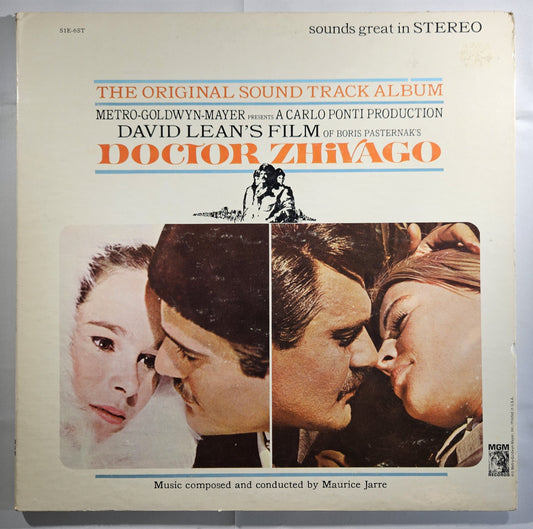 S1E-6ST
sounds great in STEREO
THE ORIGINAL SOUND TRACK ALBUM
METRO-GOLDWYN-MAYER PRESENTS A CARLO PONTI PRODUCTION
DAVID LEAN'S FILM OF BORIS PASTERNAK'S
DOCTOR ZHiVAGO
MGM
RECORDS
Music composed and conducted by Maurice Jarre